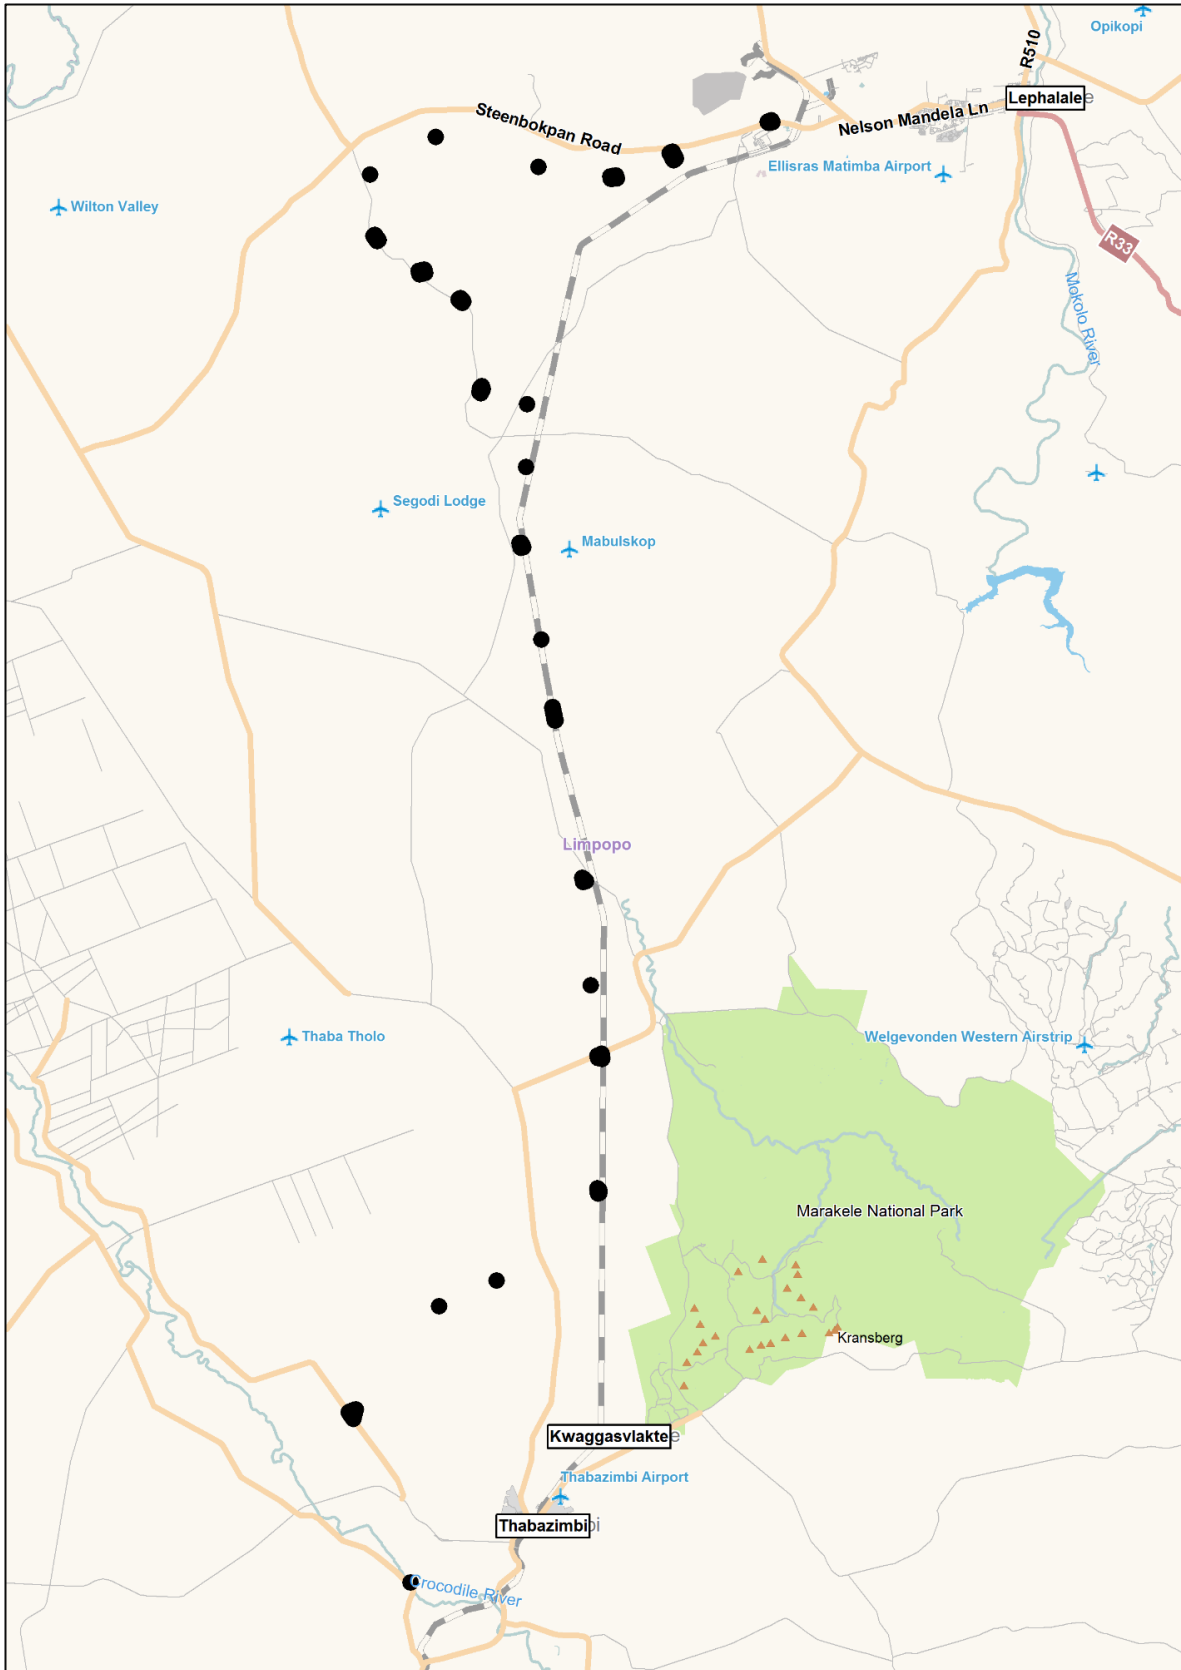 Opikopi
R510
Lephalale
Steenbokpan Road
Nelson Mandela Ln
Ellisras Matimba Airport
Wilton Valley
R33
Mokolo River
Segodi Lodge
Mabulskop
Limpopo
Thaba Tholo
Welgevonden Western Airstrip
Marakele National Park
Kransberg
Kwaggasvlakte
Thabazimbi Airport
Thabazimbi
Crocodile River